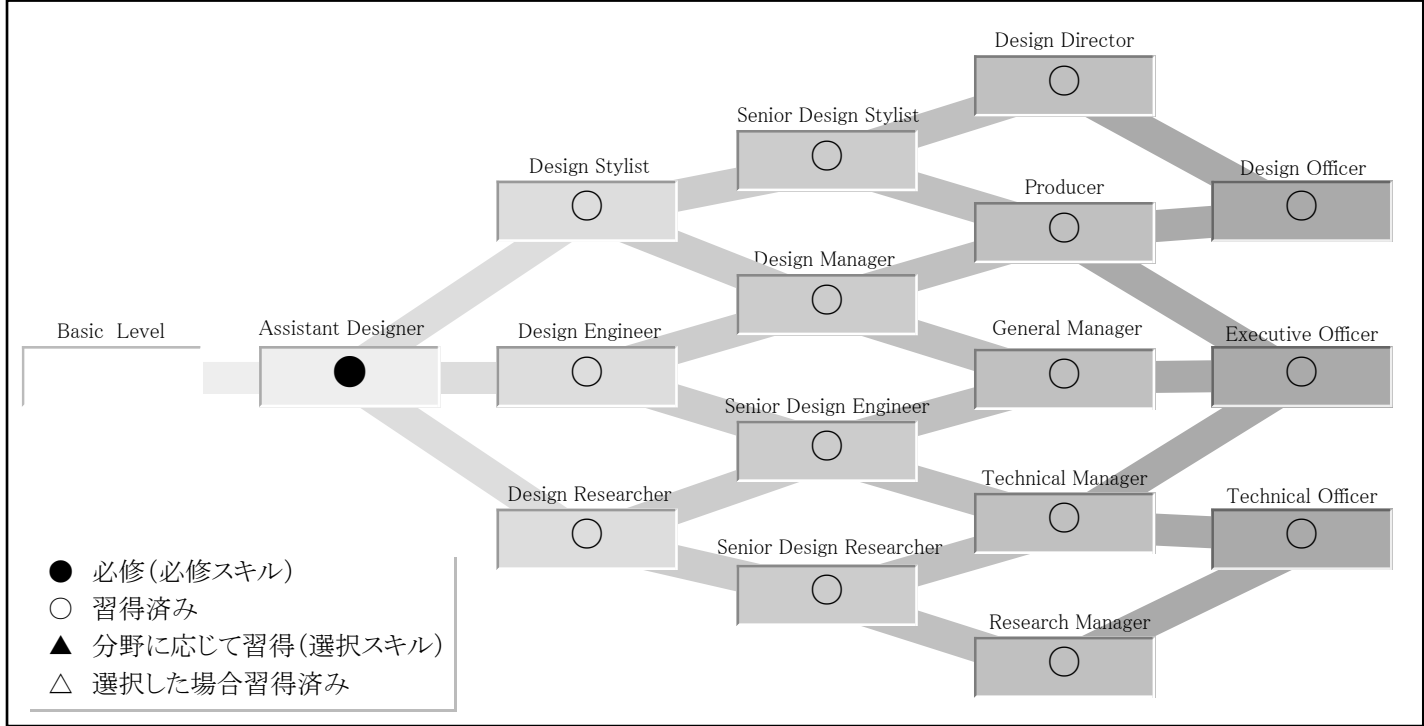 Design Director
Senior Design Stylist
Design Stylist
Producer
Design Officer
Design Manager
Basic Level
Assistant Designer
Design Engineer
General Manager
Executive Officer
Senior Design Engineer
Design Researcher
Technical Manager
Technical Officer
Senior Design Researcher
Research Manager
● 必修(必修スキル)
○ 習得済み
▲ 分野に応じて習得(選択スキル)
△ 選択した場合習得済み